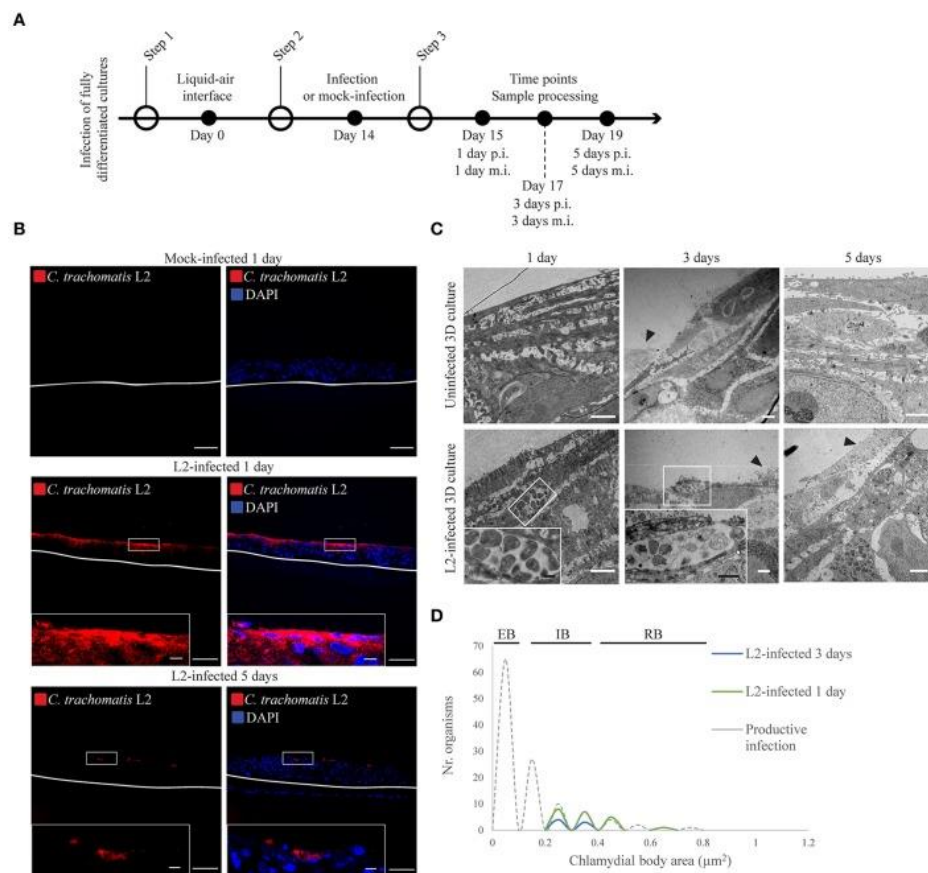 A
Infection of fully
differentiated cultures
Step 1
Step 2
Step 3
Liquid-air
interface
Infection
or mock-infection
Time points
Sample processing
Day 0
Day 14
Day 15
1 day p.i.
1 day m.i.
Day 17
3 days p.i.
3 days m.i.
Day 19
5 days p.i.
5 days m.i.
B
Mock-infected 1 day
C. trachomatis L2
C. trachomatis L2
DAPI
L2-infected 1 day
C. trachomatis L2
C. trachomatis L2
DAPI
L2-infected 5 days
C. trachomatis L2
C. trachomatis L2
DAPI
C
1 day
3 days
5 days
Uninfected 3D culture
L2-infected 3D culture
D
EB
IB
RB
Nr. organisms
70
60
50
40
30
20
10
0
L2-infected 3 days
L2-infected 1 day
Productive
infection
0
0.2
0.4
0.6
0.8
1
1.2
Chlamydial body area (µm²)